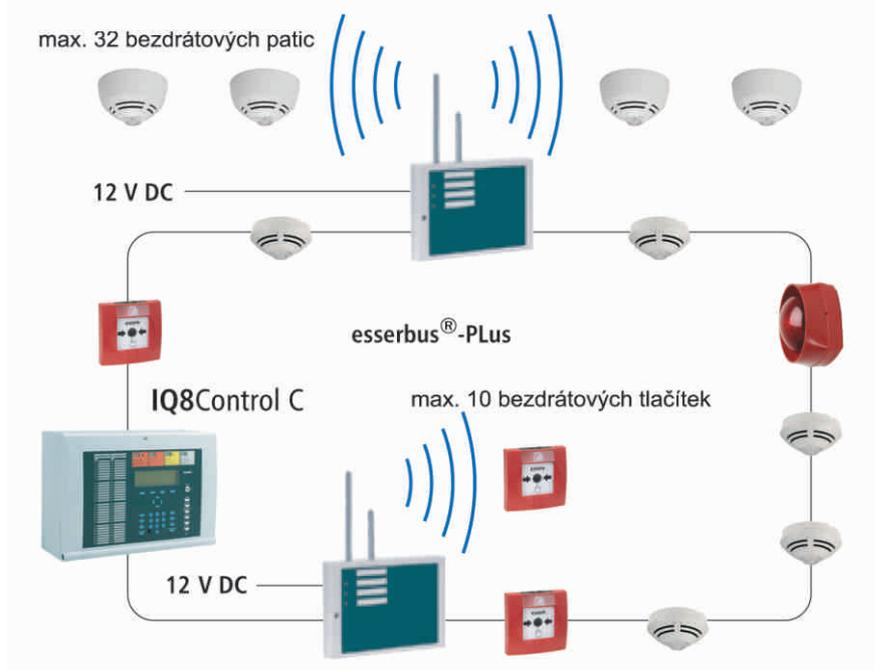 max. 32 bezdrátových patic
12 V DC
esserbus®-PLus
IQ8Control C
max. 10 bezdrátových tlačítek
12 V DC